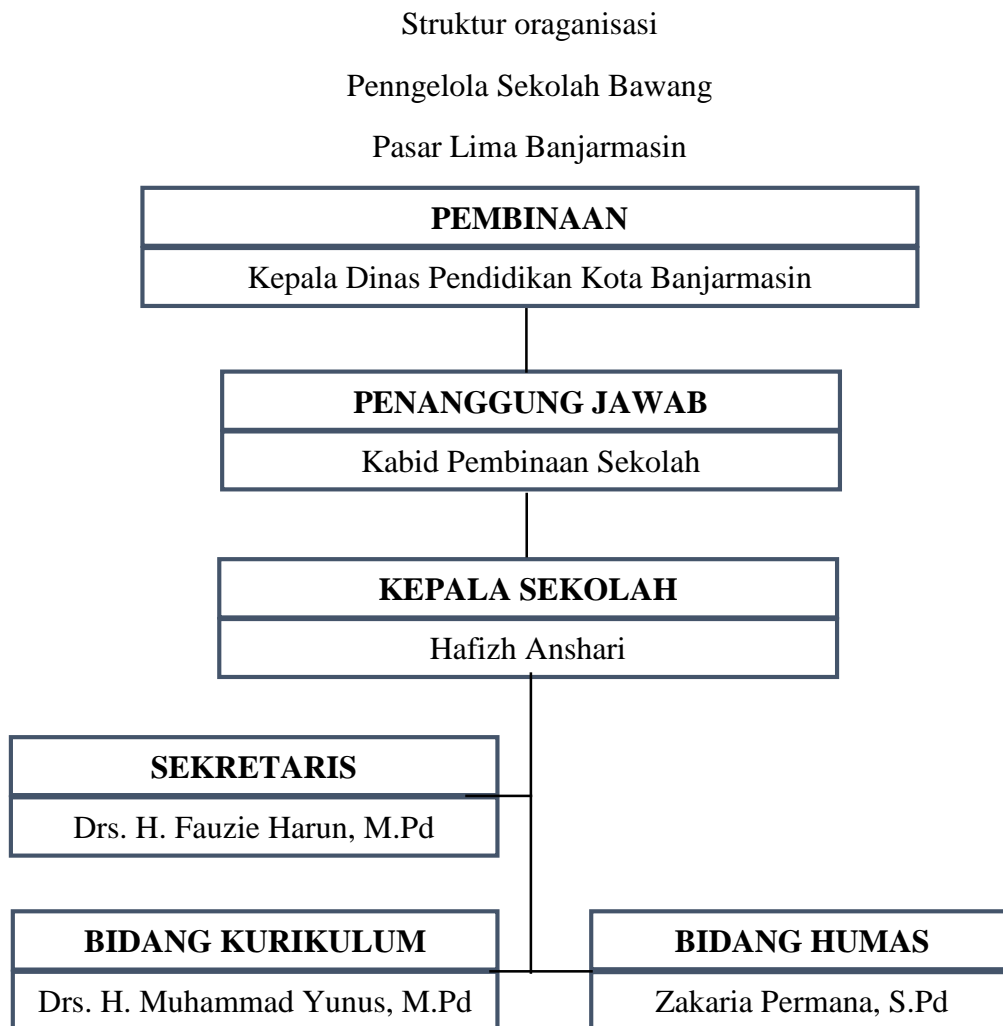 Struktur oraganisasi
Penngelola Sekolah Bawang
Pasar Lima Banjarmasin
PEMBINAAN
Kepala Dinas Pendidikan Kota Banjarmasin
PENANGGUNG JAWAB
Kabid Pembinaan Sekolah
KEPALA SEKOLAH
Hafizh Anshari
SEKRETARIS
Drs. H. Fauzie Harun, M.Pd
BIDANG KURIKULUM
Drs. H. Muhammad Yunus, M.Pd
BIDANG HUMAS
Zakaria Permana, S.Pd